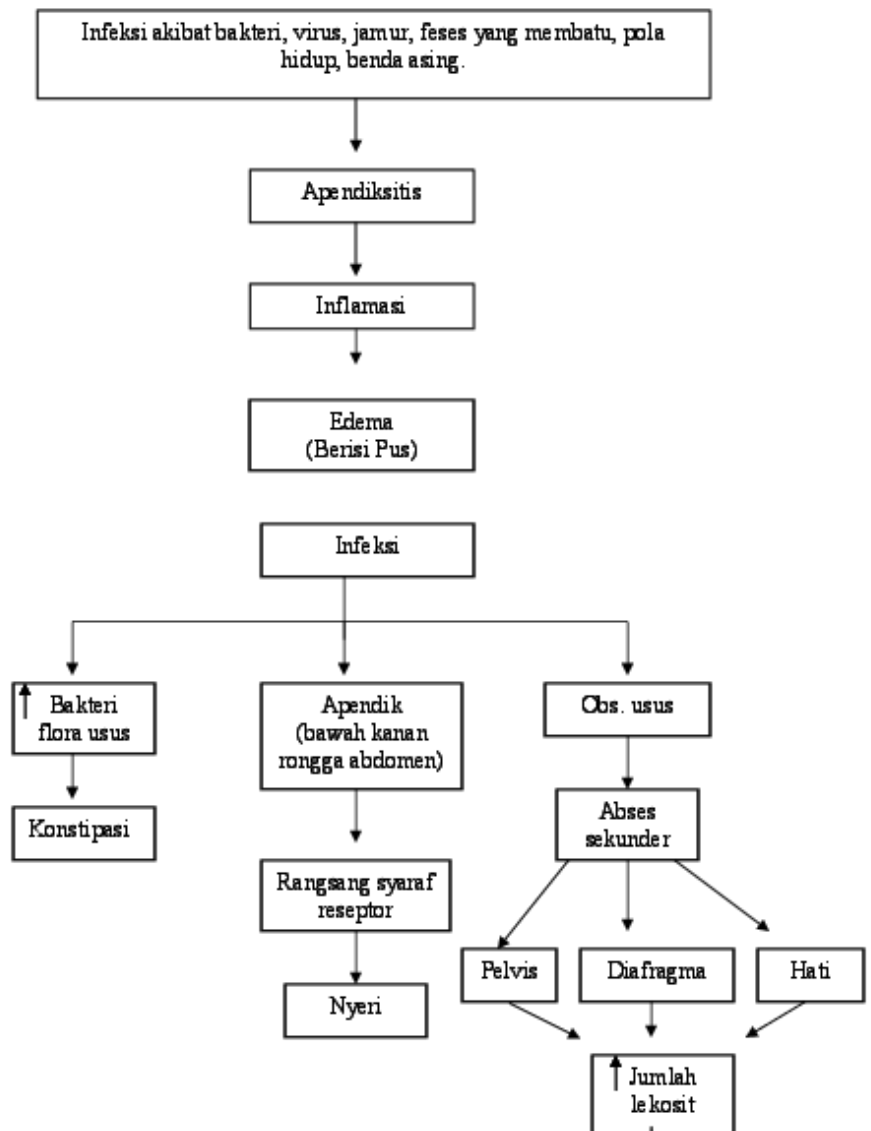 Infeksi akibat bakteri, virus, jamur, feses yang membatu, pola
hidup, benda asing.
Apendiksitis
Inflamasi
Edema
(Berisi Pus)
Infeksi
Bakteri
flora usus
Apendik
(bawah kanan
rongga abdomen)
Obs. usus
Konstipasi
Abses
sekunder
Rangsang syaraf
reseptor
Pelvis
Diafragma
Hati
Nyeri
Jumlah
lekosit